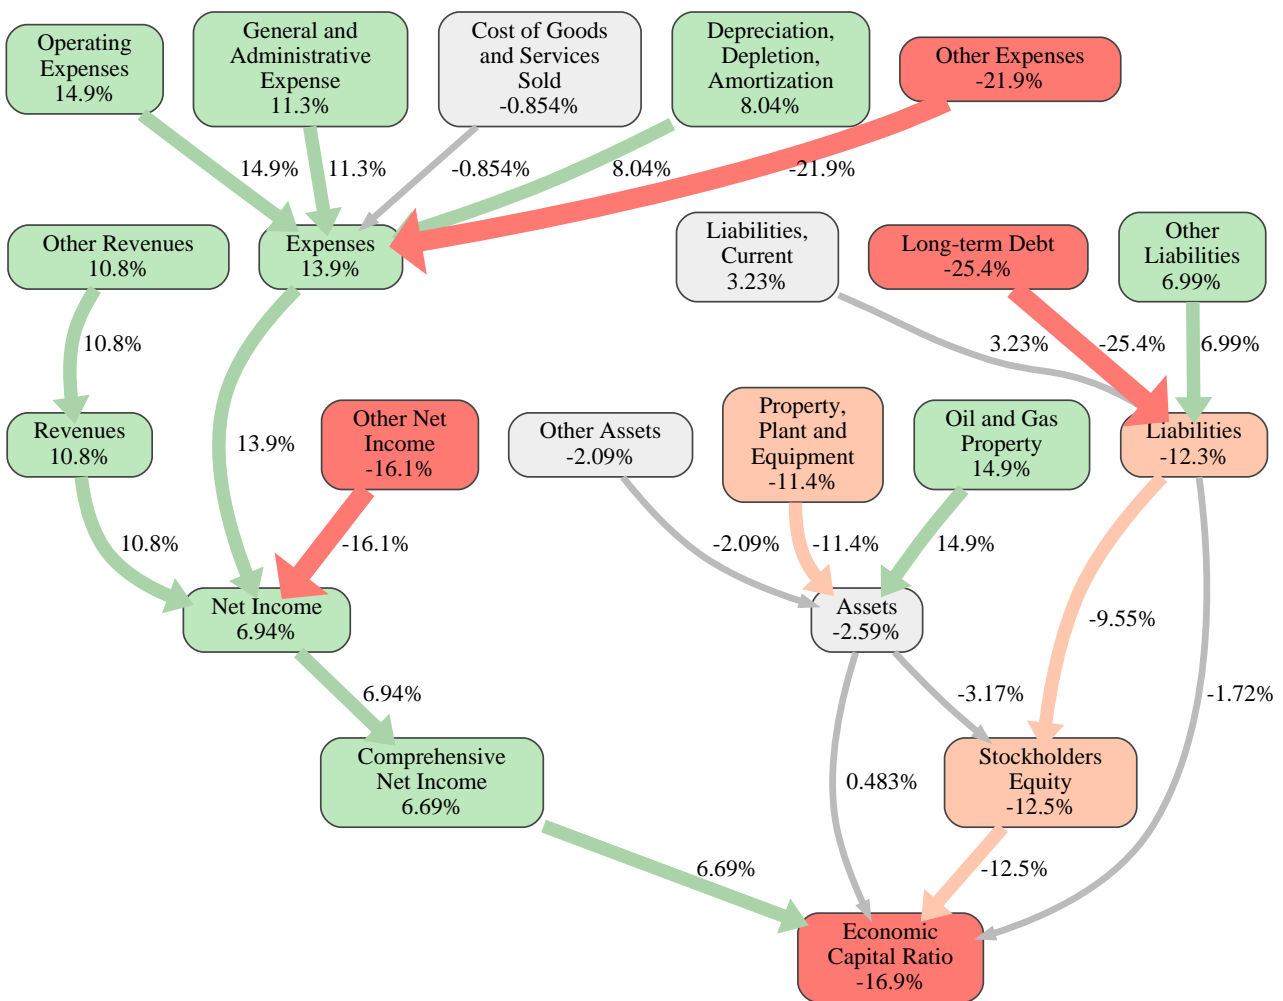 Operating
Expenses
14.9%
General and
Administrative
Expense
11.3%
Cost of Goods
and Services
Sold
-0.854%
Depreciation,
Depletion,
Amortization
8.04%
Other Expenses
-21.9%
14.9%
11.3%
-0.854%
8.04%
-21.9%
Other Revenues
10.8%
Expenses
13.9%
Liabilities,
Current
3.23%
Long-term Debt
-25.4%
Other
Liabilities
6.99%
10.8%
3.23%
-25.4%
6.99%
Revenues
10.8%
13.9%
Other Net
Income
-16.1%
Other Assets
-2.09%
Property,
Plant and
Equipment
-11.4%
Oil and Gas
Property
14.9%
Liabilities
-12.3%
10.8%
-16.1%
-2.09%
-11.4%
14.9%
Net Income
6.94%
Assets
-2.59%
-9.55%
6.94%
-3.17%
-1.72%
Comprehensive
Net Income
6.69%
0.483%
Stockholders
Equity
-12.5%
6.69%
-12.5%
Economic
Capital Ratio
-16.9%